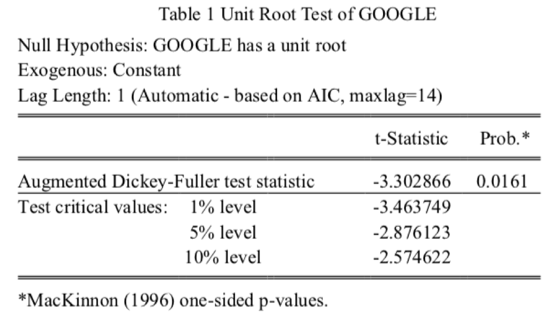 Table 1 Unit Root Test of GOOGLE
Null Hypothesis: GOOGLE has a unit root
Exogenous: Constant
Lag Length: 1 (Automatic - based on AIC, maxlag=14)
t-Statistic Prob.*
Augmented Dickey-Fuller test statistic -3.302866 0.0161
Test critical values: 1% level -3.463749
5% level -2.876123
10% level -2.574622
*MacKinnon (1996) one-sided p-values.